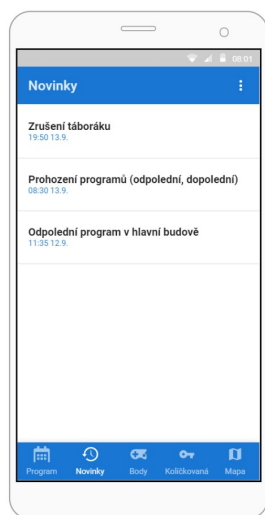 08:01
Novinky
Zrušení táboráku
19:50 13.9.
Prohození programů (odpolední, dopolední)
08:30 13.9.
Odpolední program v hlavní budově
11:35 12.9.
Program Novinky Body Kolíčkovaná Mapa